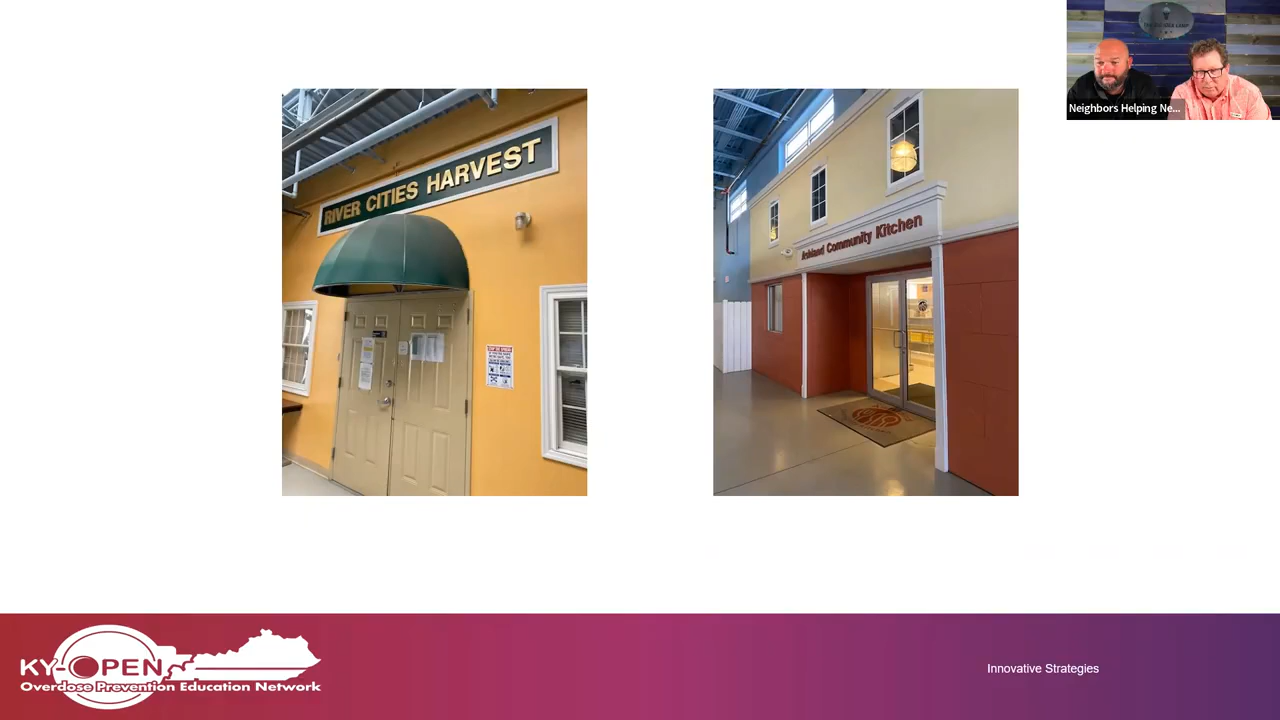 Neighbors Helping Ne...
RIVER CITIES HARVEST
Ashland Community Kitchen
KY-OPEN
Overdose Prevention Education Network
Innovative Strategies